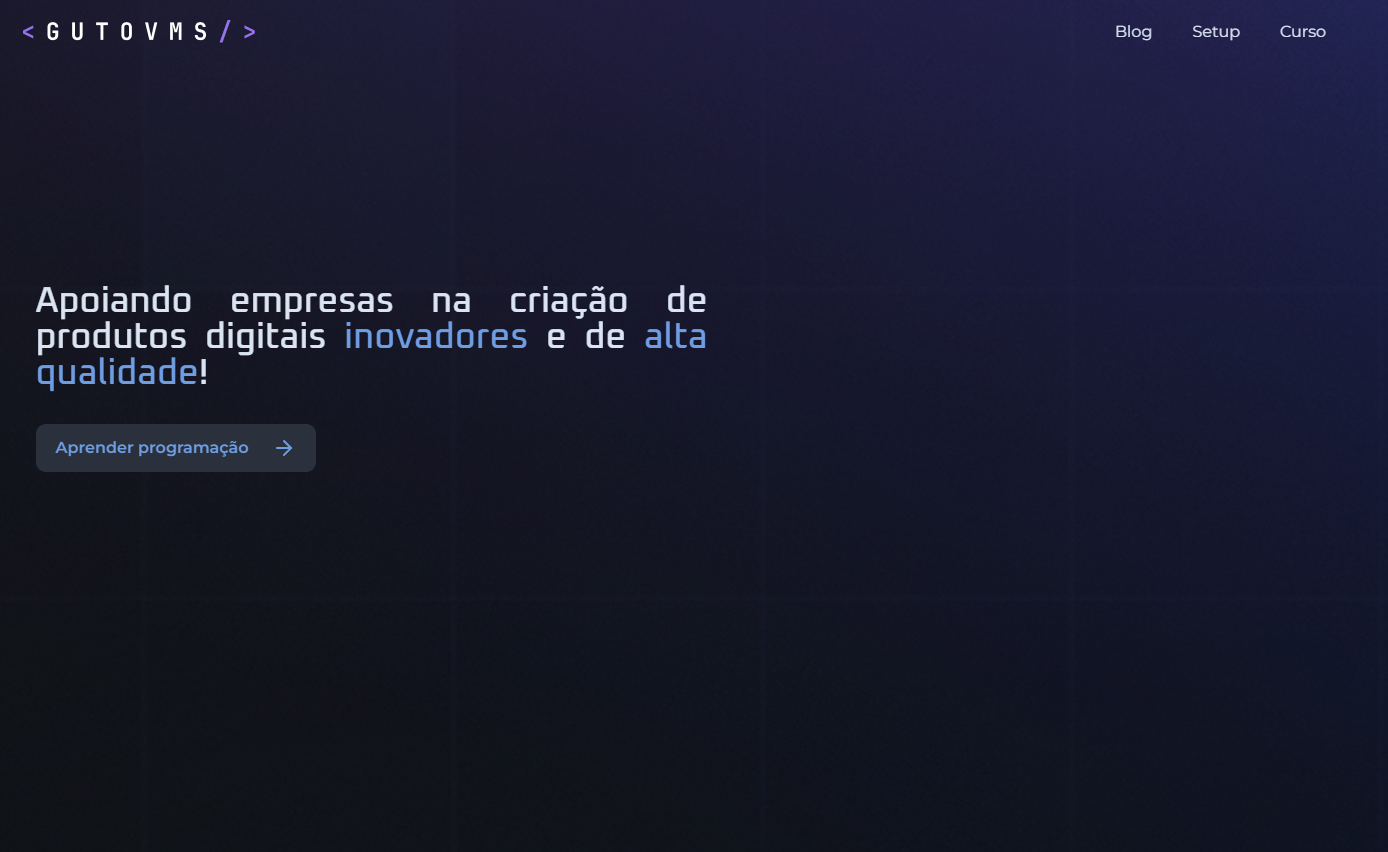 <GUTOVMS/>
Blog
Setup
Curso
Apoiando empresas na criação de
produtos digitais inovadores e de alta
qualidade!
Aprender programação